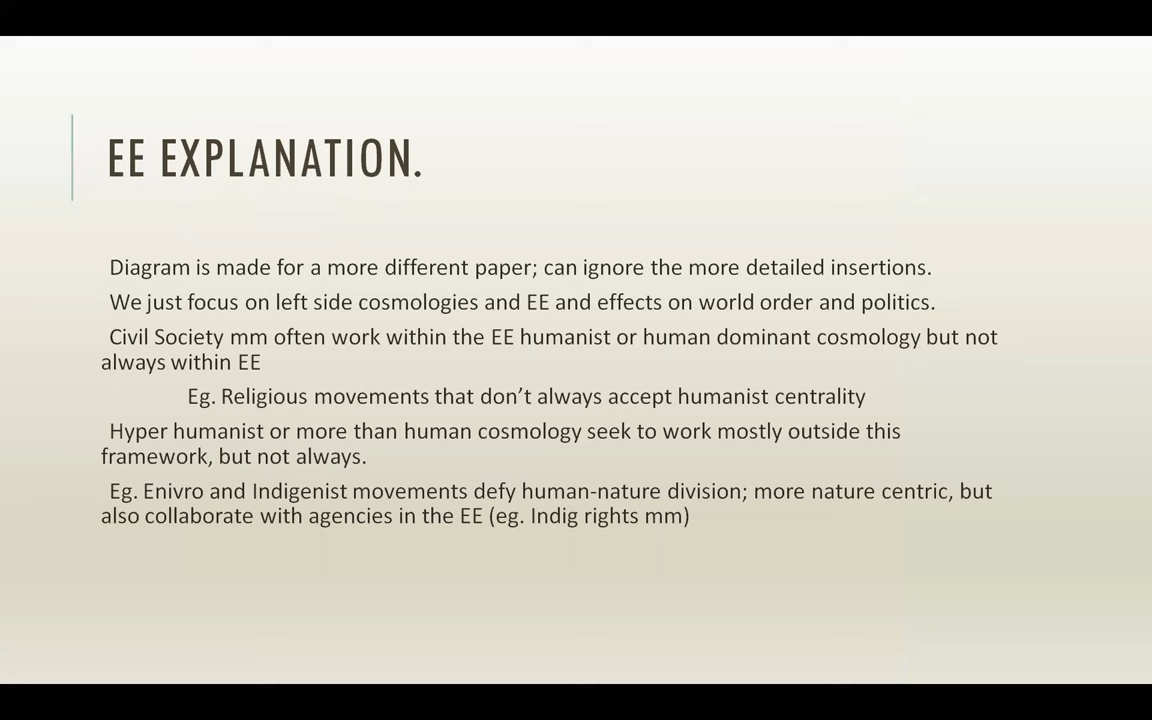 EE EXPLANATION.
Diagram is made for a more different paper; can ignore the more detailed insertions.
We just focus on left side cosmologies and EE and effects on world order and politics.
Civil Society mm often work within the EE humanist or human dominant cosmology but not
always within EE
Eg. Religious movements that don’t always accept humanist centrality
Hyper humanist or more than human cosmology seek to work mostly outside this
framework, but not always.
Eg. Enivro and Indigenist movements defy human-nature division; more nature centric, but
also collaborate with agencies in the EE (eg. Indig rights mm)